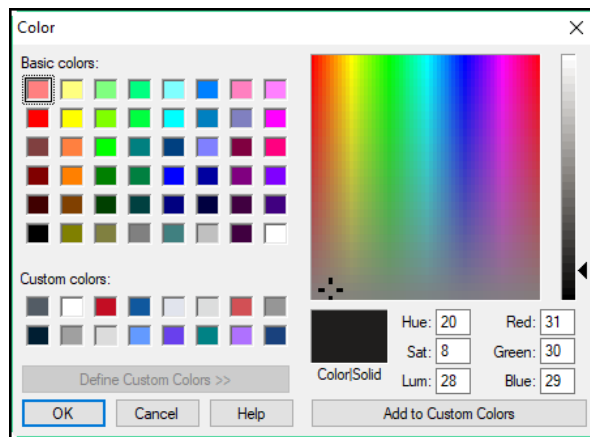 Color
Basic colors:
Custom colors:
Define Custom Colors >>
OK Cancel Help
Color|Solid
Hue: 20 Red: 31
Sat: 8 Green: 30
Lum: 28 Blue: 29
Add to Custom Colors